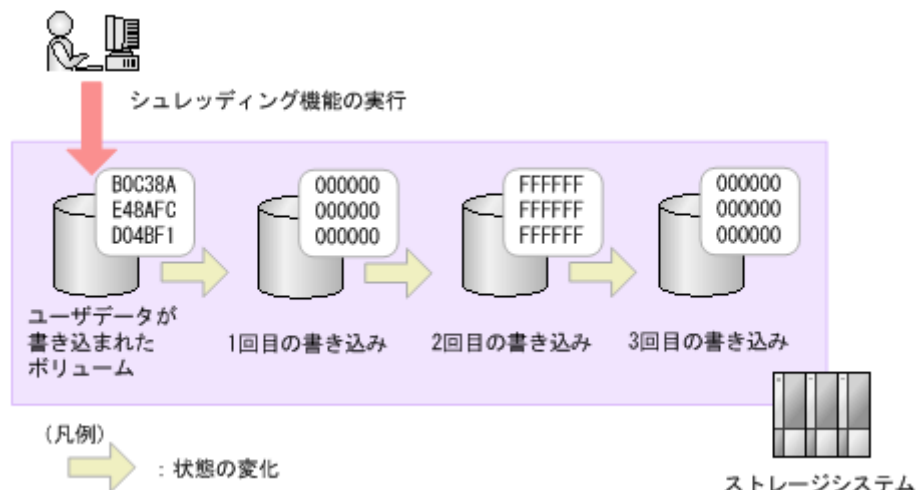 シュレッディング機能の実行
B0C38A
E48AFC
D04BF1
000000
000000
000000
FFFFFF
FFFFFF
FFFFFF
000000
000000
000000
ユーザデータが
書き込まれた
ボリューム
1回目の書き込み
2回目の書き込み
3回目の書き込み
(凡例)
:状態の変化
ストレージシステム